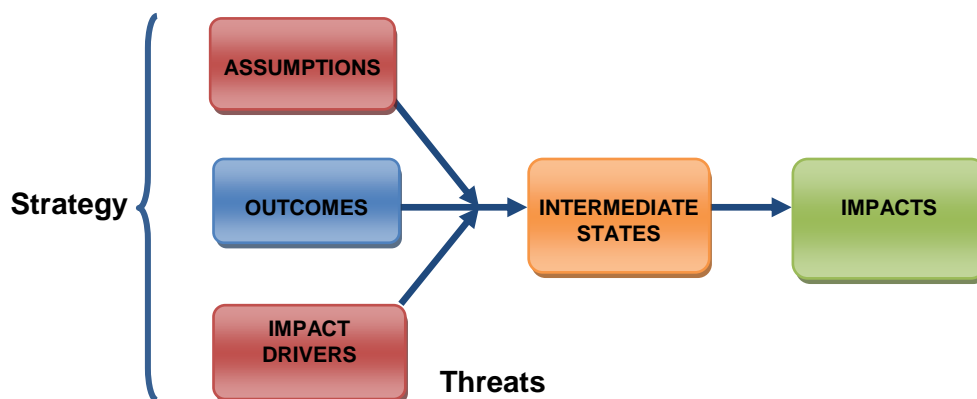 ASSUMPTIONS
Strategy
OUTCOMES
INTERMEDIATE
STATES
IMPACTS
IMPACT
DRIVERS
Threats